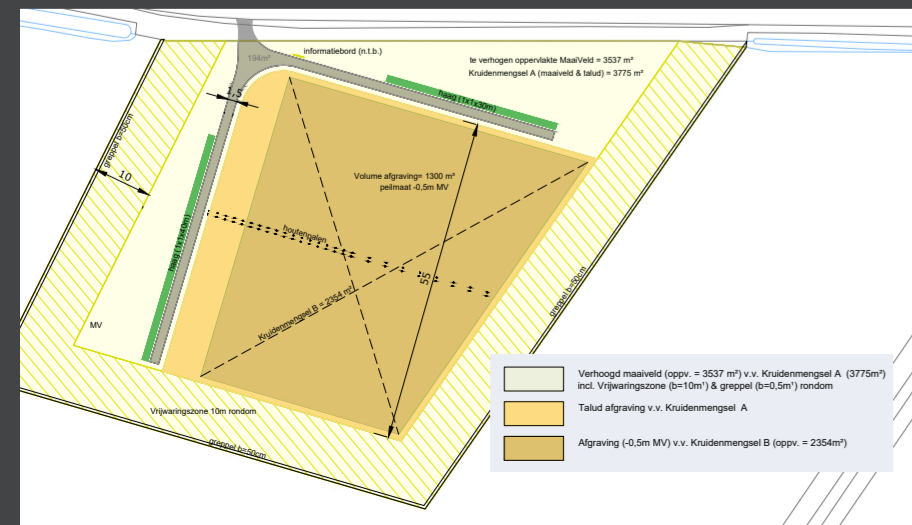 informatiebord (n.t.b.)
194m²
te verhogen oppervlakte MaaiVeld = 3537 m²
Kruidenmengsel A (maaiveld & talud) = 3775 m²
haag (1x1x30m)
1,5
greppel b=50cm
10
Volume afgraving= 1300 m²
peilmaat -0,5m MV
haag (1x1x40m)
houtenpalen
55
Kruidenmengsel B = 2354 m²
greppel b=50cm
MV
Vrijwaringszone 10m rondom
greppel b=50cm
Verhoogd maaiveld (oppv. = 3537 m²) v.v. Kruidenmengsel A (3775m²)
incl. Vrijwaringszone (b=10m¹) & greppel (b=0,5m¹) rondom
Talud afgraving v.v. Kruidenmengsel A
Afgraving (-0,5m MV) v.v. Kruidenmengsel B (oppv. = 2354m²)